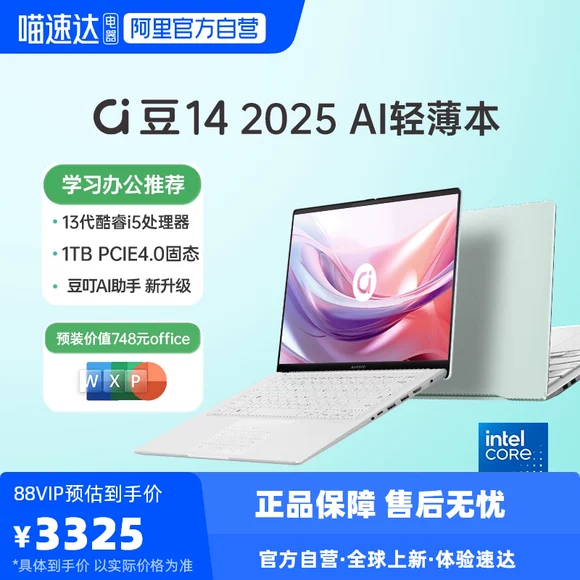 喵速达电器 阿里官方自营
a豆14 2025 AI轻薄本
学习办公推荐
•13代酷睿i5处理器
•1TB PCIE4.0固态
•豆叮AI助手 新升级
预装价值748元office
W X P
intel
CORE
88VIP预估到手价
¥3325
*具体到手价 以实际价格为准
正品保障 售后无忧
官方自营·全球上新·体验速达